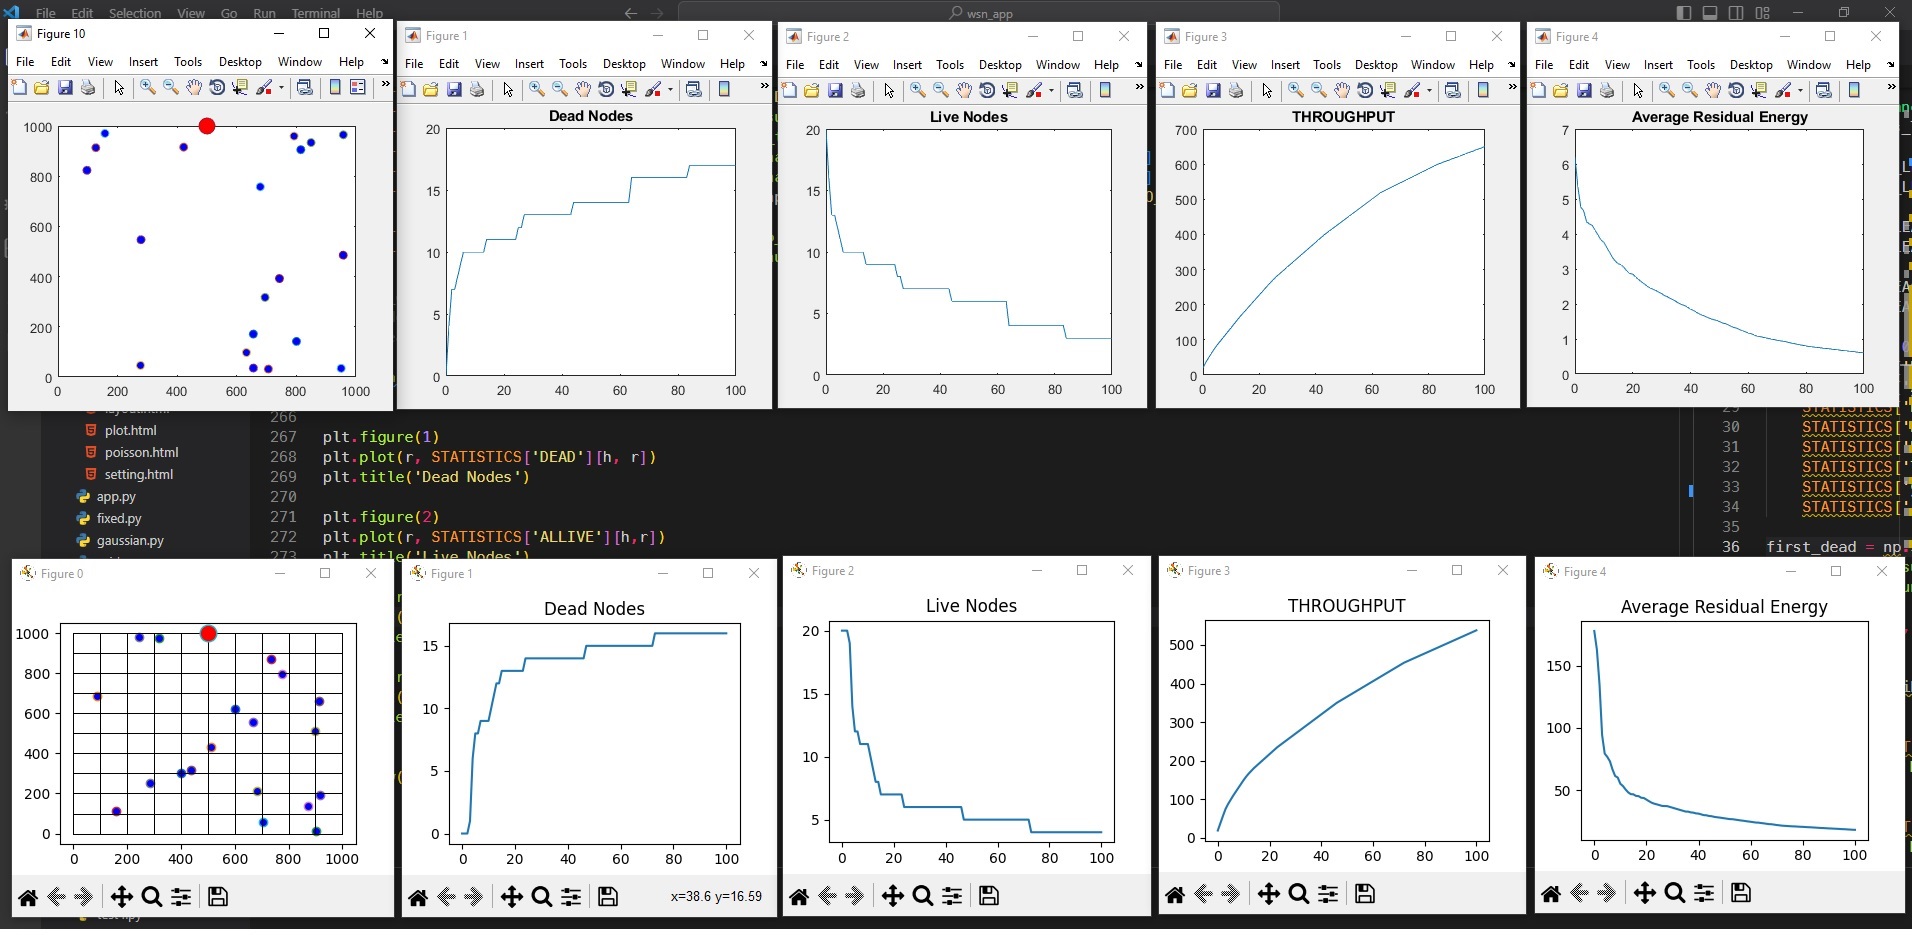 File Edit Selection View Go Run Terminal Help
wsn_app
Figure 10
File Edit View Insert Tools Desktop Window Help
1000
800
600
400
200
0
0 200 400 600 800 1000
Figure 1
File Edit View Insert Tools Desktop Window Help
Dead Nodes
20
15
10
5
0
0 20 40 60 80 100
Figure 2
File Edit View Insert Tools Desktop Window Help
Live Nodes
20
15
10
5
0
0 20 40 60 80 100
Figure 3
File Edit View Insert Tools Desktop Window Help
THROUGHPUT
700
600
500
400
300
200
100
0
0 20 40 60 80 100
Figure 4
File Edit View Insert Tools Desktop Window Help
Average Residual Energy
7
6
5
4
3
2
1
0
0 20 40 60 80 100
layout.html
plot.html
poisson.html
setting.html
app.py
fixed.py
gaussian.py
266
267 plt.figure(1)
268 plt.plot(r, STATISTICS['DEAD'][h, r])
269 plt.title('Dead Nodes')
270
271 plt.figure(2)
272 plt.plot(r, STATISTICS['ALLIVE'][h,r])
273 plt.title('Live Nodes')
29 STATISTICS['
30 STATISTICS['
31 STATISTICS['
32 STATISTICS['
33 STATISTICS['
34 STATISTICS['
35
36 first_dead = np.
Figure 0
1000
800
600
400
200
0
0 200 400 600 800 1000
Figure 1
Dead Nodes
15
10
5
0
0 20 40 60 80 100
x=38.6 y=16.59
Figure 2
Live Nodes
20
15
10
5
0 20 40 60 80 100
Figure 3
THROUGHPUT
500
400
300
200
100
0
0 20 40 60 80 100
Figure 4
Average Residual Energy
150
100
50
0 20 40 60 80 100